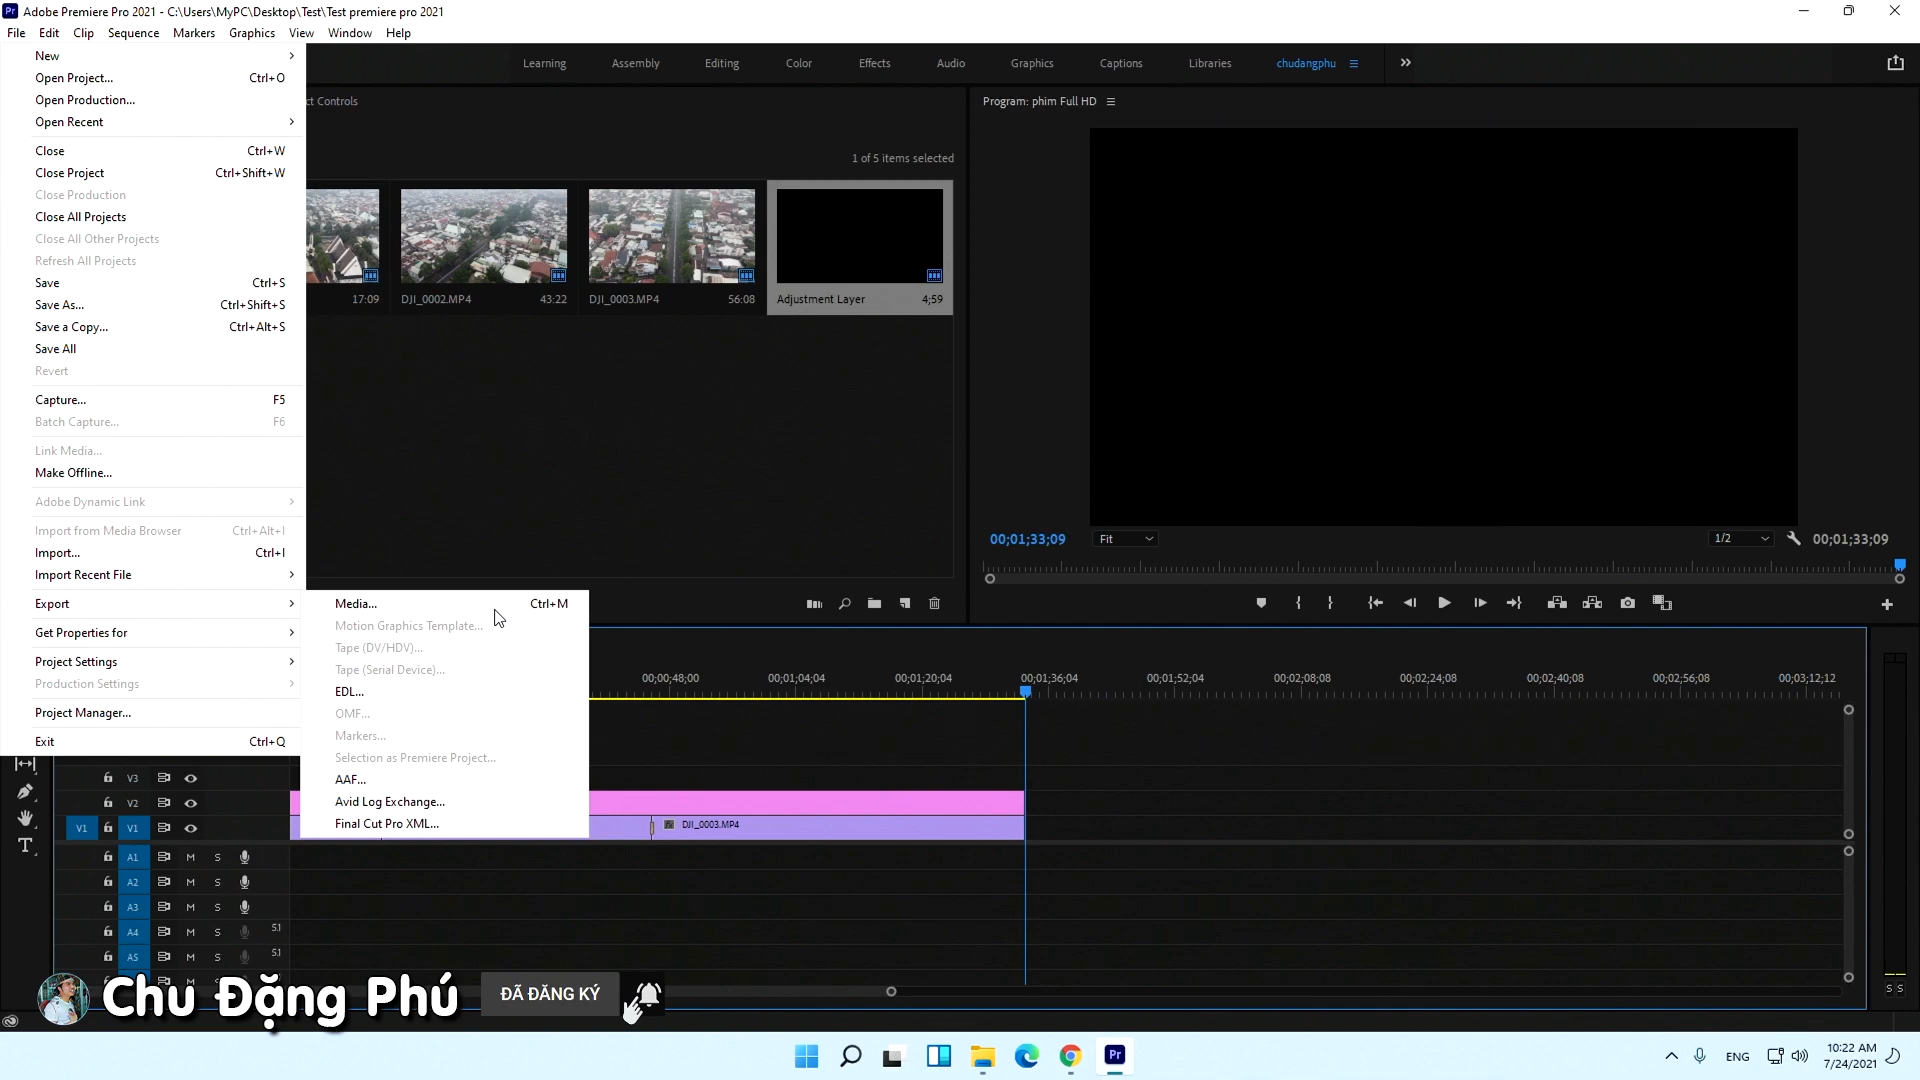 Pr Adobe Premiere Pro 2021 - C:\Users\MyPC\Desktop\Test\Test premiere pro 2021
File Edit Clip Sequence Markers Graphics View Window Help
Learning Assembly Editing Color Effects Audio Graphics Captions Libraries chudangphu
New
Open Project... Ctrl+O
Open Production...
Open Recent
Close Ctrl+W
Close Project Ctrl+Shift+W
Close Production
Close All Projects
Close All Other Projects
Refresh All Projects
Save Ctrl+S
Save As... Ctrl+Shift+S
Save a Copy... Ctrl+Alt+S
Save All
Revert
Capture... F5
Batch Capture... F6
Link Media...
Make Offline...
Adobe Dynamic Link
Import from Media Browser Ctrl+Alt+I
Import... Ctrl+I
Import Recent File
Export
Get Properties for
Project Settings
Production Settings
Project Manager...
Exit Ctrl+Q
Media... Ctrl+M
Motion Graphics Template...
Tape (DV/HDV)...
Tape (Serial Device)...
EDL...
OMF...
Markers...
Selection as Premiere Project...
AAF...
Avid Log Exchange...
Final Cut Pro XML...
ct Controls
1 of 5 items selected
17:09 DJI_0002.MP4 43:22 DJI_0003.MP4 56:08 Adjustment Layer 4;59
Program: phim Full HD
00;01;33;09 Fit 1/2 00;01;33;09
00;00;48;00 00;01;04;04 00;01;20;04 00;01;36;04 00;01;52;04 00;02;08;08 00;02;24;08 00;02;40;08 00;02;56;08 00;03;12;12
V3
V2
V1 V1 DJI_0003.MP4
A1 M S
A2 M S
A3 M S
A4 M S 5.1
A5 M S 5.1
S S
Chu Đặng Phú ĐÃ ĐĂNG KÝ
Pr
ENG
10:22 AM
7/24/2021